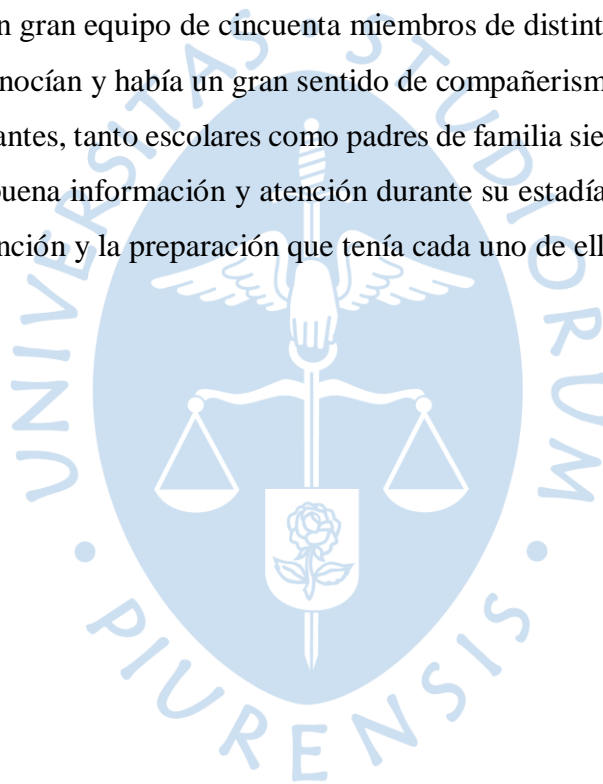 n gran equipo de cincuenta miembros de distint
nocían y había un gran sentido de compañerism
antes, tanto escolares como padres de familia sie
buena información y atención durante su estadía
nción y la preparación que tenía cada uno de ell
UNIVERSITAS • STUDIORUM • PIURENSIS •